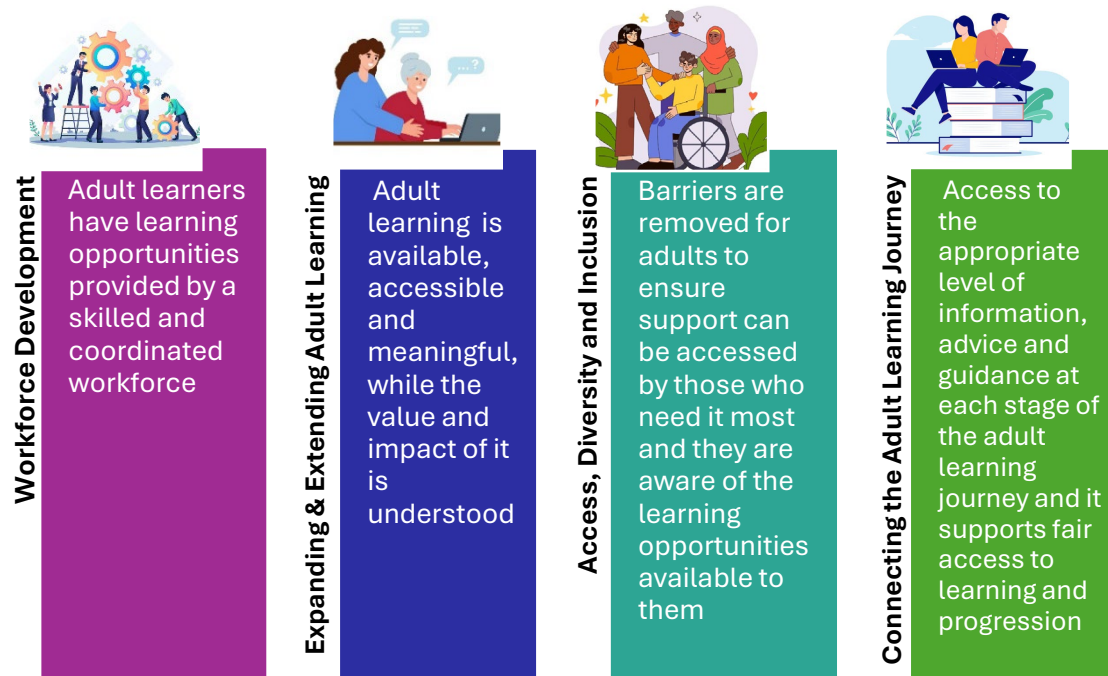 ...?
Workforce Development
Adult learners
have learning
opportunities
provided by a
skilled and
coordinated
workforce
Expanding & Extending Adult Learning
Adult
learning is
available,
accessible
and
meaningful,
while the
value and
impact of it
is
understood
Access, Diversity and Inclusion
Barriers are
removed for
adults to
ensure
support can
be accessed
by those who
need it most
and they are
aware of the
learning
opportunities
available to
them
Connecting the Adult Learning Journey
Access to
the
appropriate
level of
information,
advice and
guidance at
each stage of
the adult
learning
journey and it
supports fair
access to
learning and
progression